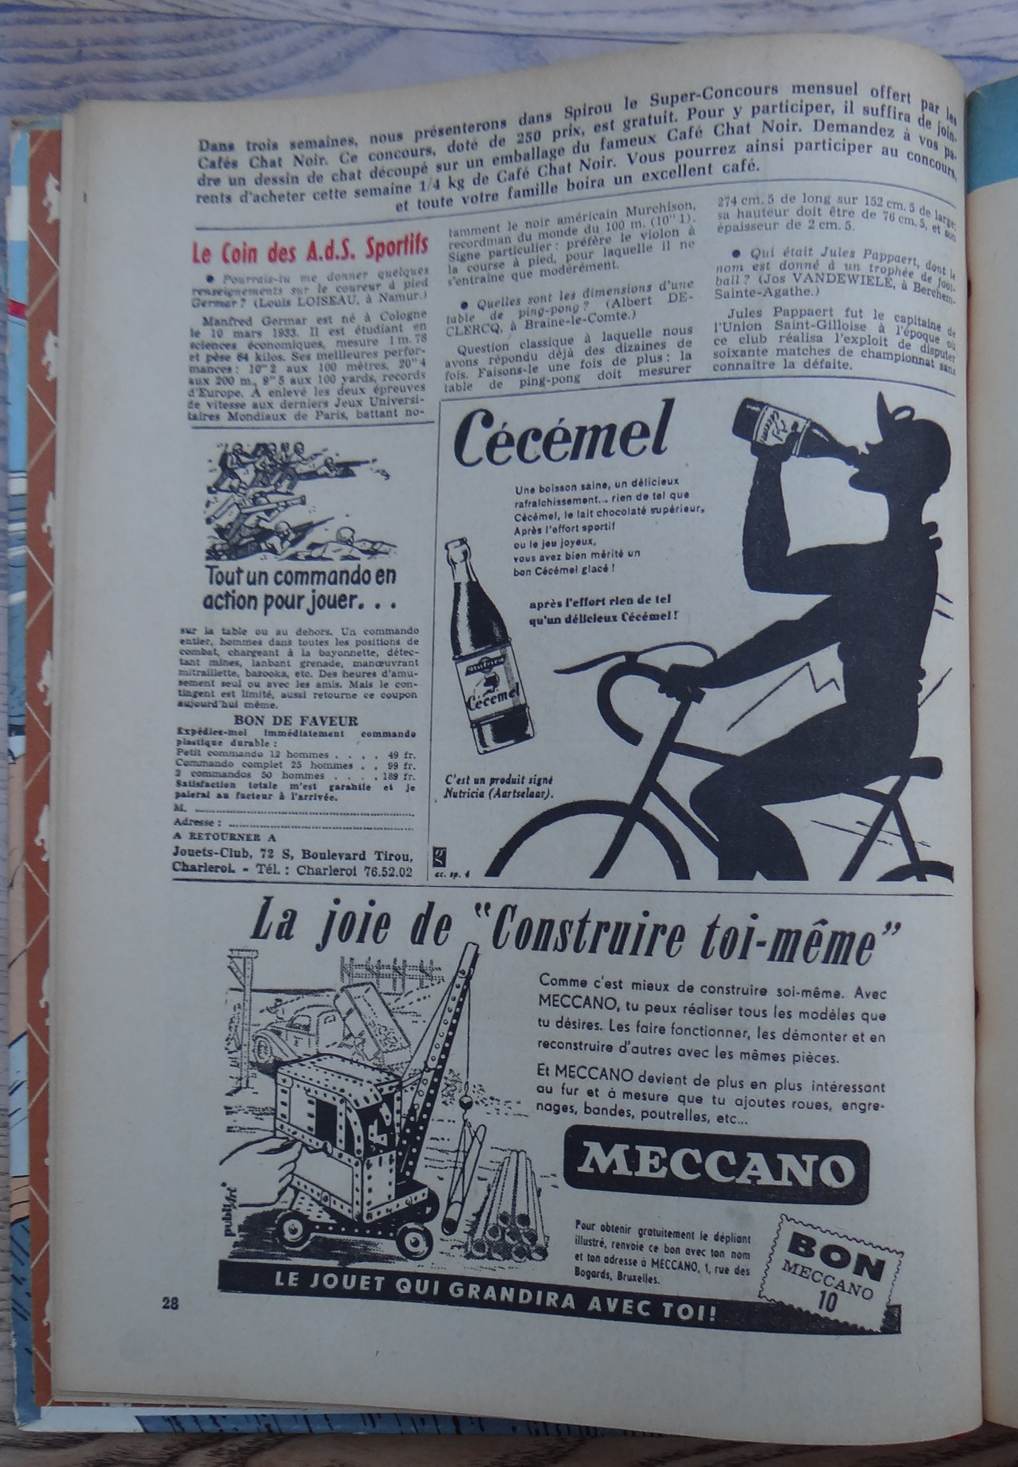 Dans trois semaines, nous présenterons dans Spirou le Super-Concours mensuel offert par les
Cafés Chat Noir. Ce concours, doté de 250 prix, est gratuit. Pour y participer, il suffira de join-
dre un dessin de chat découpé sur un emballage du fameux Café Chat Noir. Demandez à vos pa-
rents d'acheter cette semaine 1/4 kg de Café Chat Noir. Vous pourrez ainsi participer au concours,
et toute votre famille boira un excellent café.
Le Coin des A.d.S. Sportifs
● Pourrais-tu me donner quelques
renseignements sur le coureur à pied
Germar ? (Louis LOISEAU, à Namur.)
Manfred Germar est né à Cologne
le 10 mars 1935. Il est étudiant en
sciences économiques, mesure 1 m. 78
et pèse 64 kilos. Ses meilleures perfor-
mances : 10"2 aux 100 mètres, 20"4
aux 200 m., 9"5 aux 100 yards, records
d'Europe. A enlevé les deux épreuves
de vitesse aux derniers Jeux Universi-
taires Mondiaux de Paris, battant no-
tamment le noir américain Murchison,
recordman du monde du 100 m. (10"1).
Signe particulier : préfère le violon à
la course à pied, pour laquelle il ne
s'entraîne que modérément.
● Quelles sont les dimensions d'une
table de ping-pong ? (Albert DE-
CLERCQ, à Braine-le-Comte.)
Question classique à laquelle nous
avons répondu déjà des dizaines de
fois. Faisons-le une fois de plus : la
table de ping-pong doit mesurer
274 cm. 5 de long sur 152 cm. 5 de large;
sa hauteur doit être de 76 cm. 5, et son
épaisseur de 2 cm. 5.
● Qui était Jules Pappaert, dont le
nom est donné à un trophée de foot-
ball ? (Jos VANDEWIELE, à Berchem-
Sainte-Agathe.)
Jules Pappaert fut le capitaine de
l'Union Saint-Gilloise à l'époque où
ce club réalisa l'exploit de disputer
soixante matches de championnat sans
connaître la défaite.
Tout un commando en
action pour jouer. . .
sur la table ou au dehors. Un commando
entier, hommes dans toutes les positions de
combat, chargeant à la bayonnette, détec-
tant mines, lanbant grenade, manœuvrant
mitraillette, bazooka, etc. Des heures d'amu-
sement seul ou avec les amis. Mais le con-
tingent est limité, aussi retourne ce coupon
aujourd'hui même.
BON DE FAVEUR
Expédiez-moi immédiatement commando
plastique durable :
Petit commando 12 hommes . . . . 49 fr.
Commando complet 25 hommes . . 99 fr.
2 commandos 50 hommes . . . . . 189 fr.
Satisfaction totale m'est garantie et je
paierai au facteur à l'arrivée.
M.
Adresse :
A RETOURNER A
Jouets-Club, 72 S, Boulevard Tirou,
Charleroi. - Tél. : Charleroi 76.52.02
Cécémel
Une boisson saine, un délicieux
rafraîchissement... rien de tel que
Cécémel, le lait chocolaté supérieur,
Après l'effort sportif
ou le jeu joyeux,
vous avez bien mérité un
bon Cécémel glacé !
après l'effort rien de tel
qu'un délicieux Cécémel !
Nutricia
Cécémel
C'est un produit signé
Nutricia (Aartselaar).
cc. sp. 4
La joie de "Construire toi-même"
Comme c'est mieux de construire soi-même. Avec
MECCANO, tu peux réaliser tous les modèles que
tu désires. Les faire fonctionner, les démonter et en
reconstruire d'autres avec les mêmes pièces.
Et MECCANO devient de plus en plus intéressant
au fur et à mesure que tu ajoutes roues, engre-
nages, bandes, poutrelles, etc...
MECCANO
publi-art
Pour obtenir gratuitement le dépliant
illustré, renvoie ce bon avec ton nom
et ton adresse à MECCANO, 1, rue des
Bogards, Bruxelles.
BON
MECCANO
10
LE JOUET QUI GRANDIRA AVEC TOI!
28